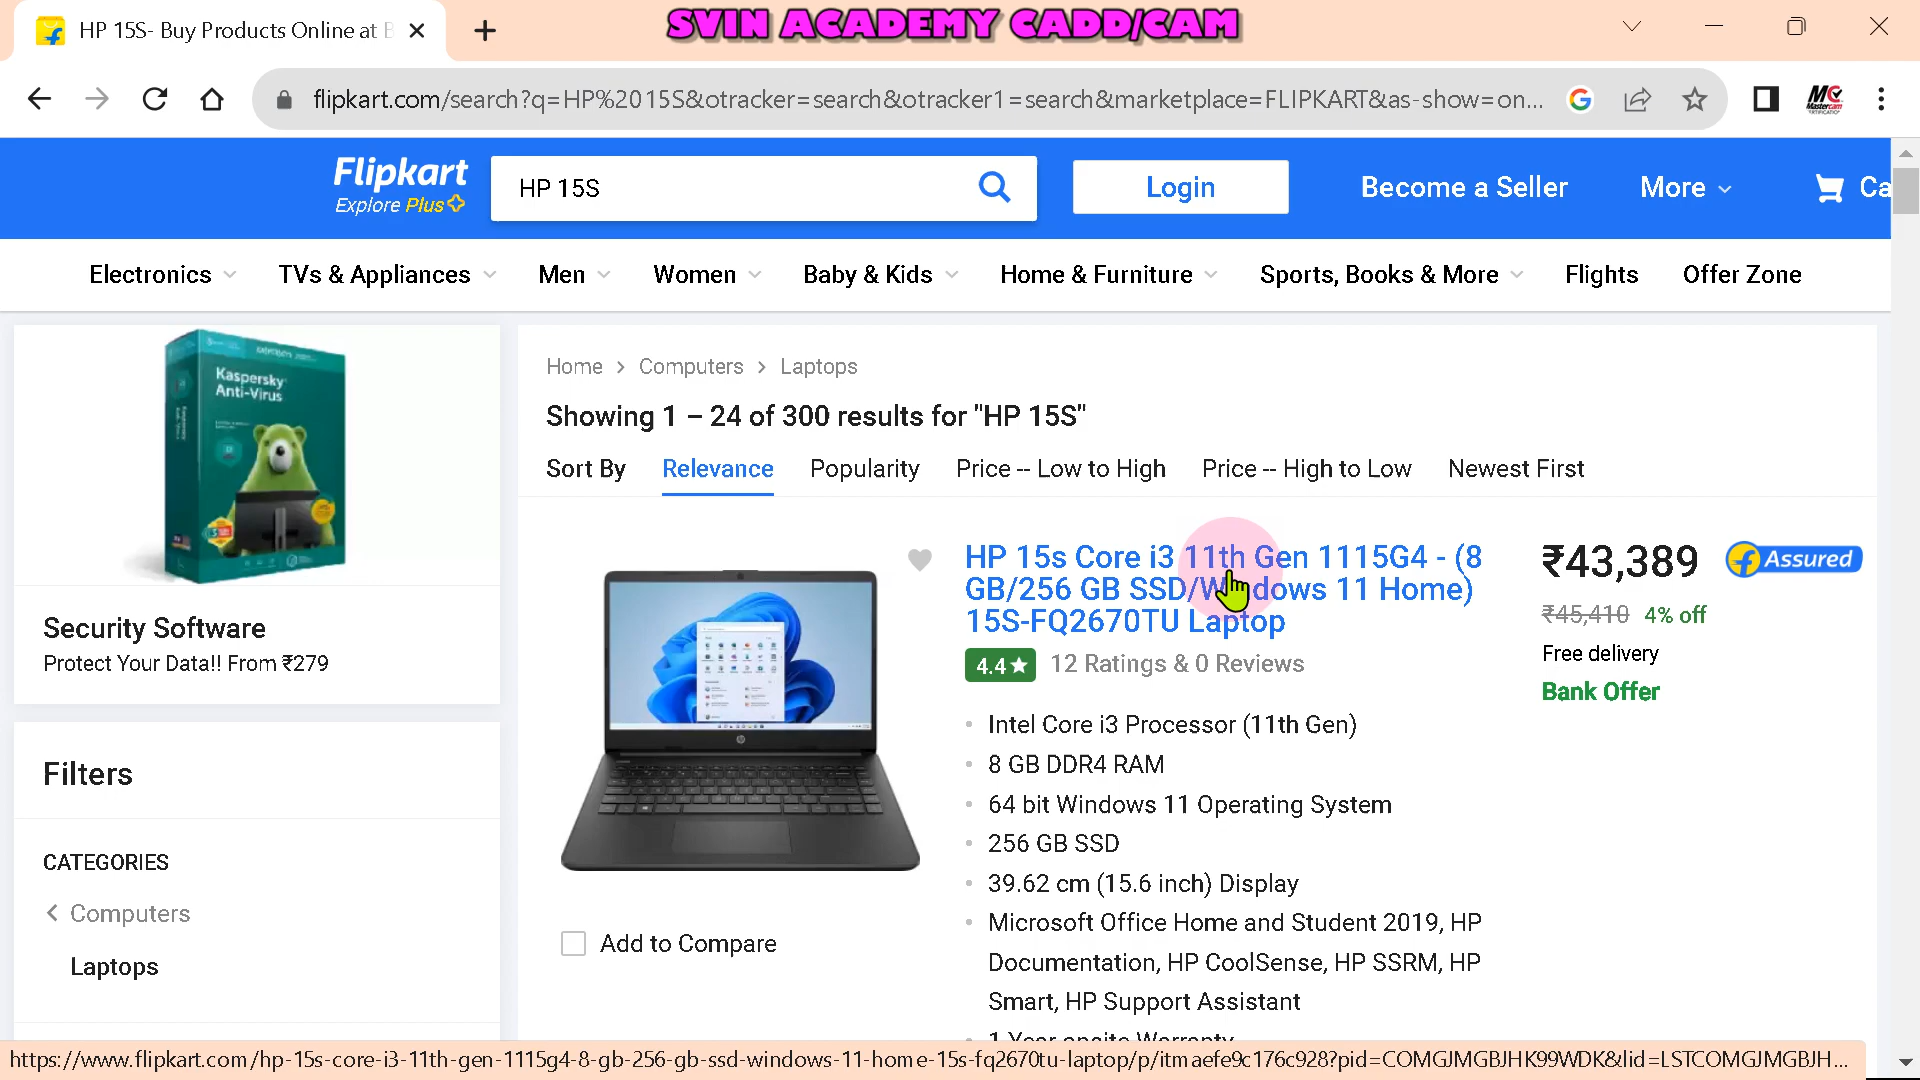 HP 15S- Buy Products Online at B
SVIN ACADEMY CADD/CAM
flipkart.com/search?q=HP%2015S&otracker=search&otracker1=search&marketplace=FLIPKART&as-show=on...
Flipkart
Explore Plus
HP 15S
Login
Become a Seller
More
Ca
Electronics
TVs & Appliances
Men
Women
Baby & Kids
Home & Furniture
Sports, Books & More
Flights
Offer Zone
Kaspersky
Anti-Virus
Security Software
Protect Your Data!! From ₹279
Filters
CATEGORIES
Computers
Laptops
Home > Computers > Laptops
Showing 1 – 24 of 300 results for "HP 15S"
Sort By Relevance Popularity Price -- Low to High Price -- High to Low Newest First
HP 15s Core i3 11th Gen 1115G4 - (8
GB/256 GB SSD/Windows 11 Home)
15S-FQ2670TU Laptop
4.4★ 12 Ratings & 0 Reviews
Intel Core i3 Processor (11th Gen)
8 GB DDR4 RAM
64 bit Windows 11 Operating System
256 GB SSD
39.62 cm (15.6 inch) Display
Microsoft Office Home and Student 2019, HP
Documentation, HP CoolSense, HP SSRM, HP
Smart, HP Support Assistant
1 Year onsite Warranty
₹43,389
Assured
₹45,410 4% off
Free delivery
Bank Offer
Add to Compare
https://www.flipkart.com/hp-15s-core-i3-11th-gen-1115g4-8-gb-256-gb-ssd-windows-11-home-15s-fq2670tu-laptop/p/itmaefe9c176c928?pid=COMGJMGBJHK99WDK&lid=LSTCOMGJMGBJH...